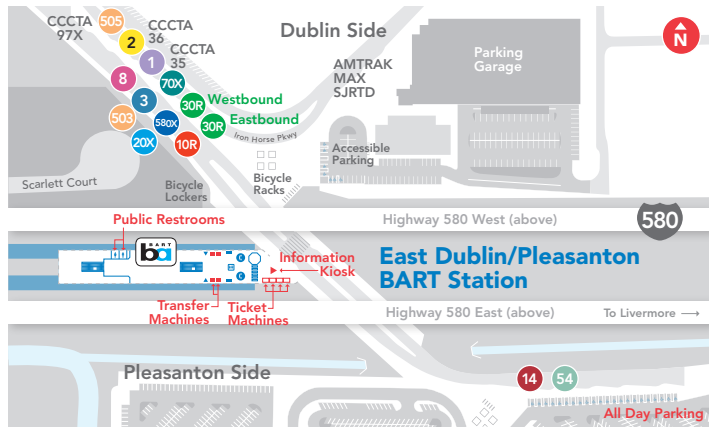 CCCTA
97X
505
2
CCCTA
36
1
CCCTA
35
8
70X
3
30R
Westbound
503
580X
30R
Eastbound
20X
10R
Dublin Side
AMTRAK
MAX
SJRTD
Parking
Garage
N
Iron Horse Pkwy
Accessible
Parking
Bicycle
Racks
Bicycle
Lockers
Scarlett Court
Highway 580 West (above)
580
Public Restrooms
BART
ba
Information
Kiosk
East Dublin/Pleasanton
BART Station
Transfer
Machines
Ticket
Machines
Highway 580 East (above)
To Livermore
Pleasanton Side
14
54
All Day Parking